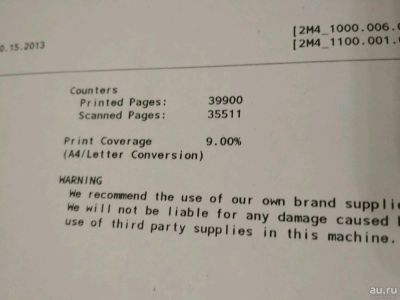 [2M4_1000.006.
0.15.2013
[2M4_1100.001.
Counters
Printed Pages: 39900
Scanned Pages: 35511
Print Coverage 9.00%
(A4/Letter Conversion)
WARNING
We recommend the use of our own brand supplie
We will not be liable for any damage caused
use of third party supplies in this machine.
au.ru